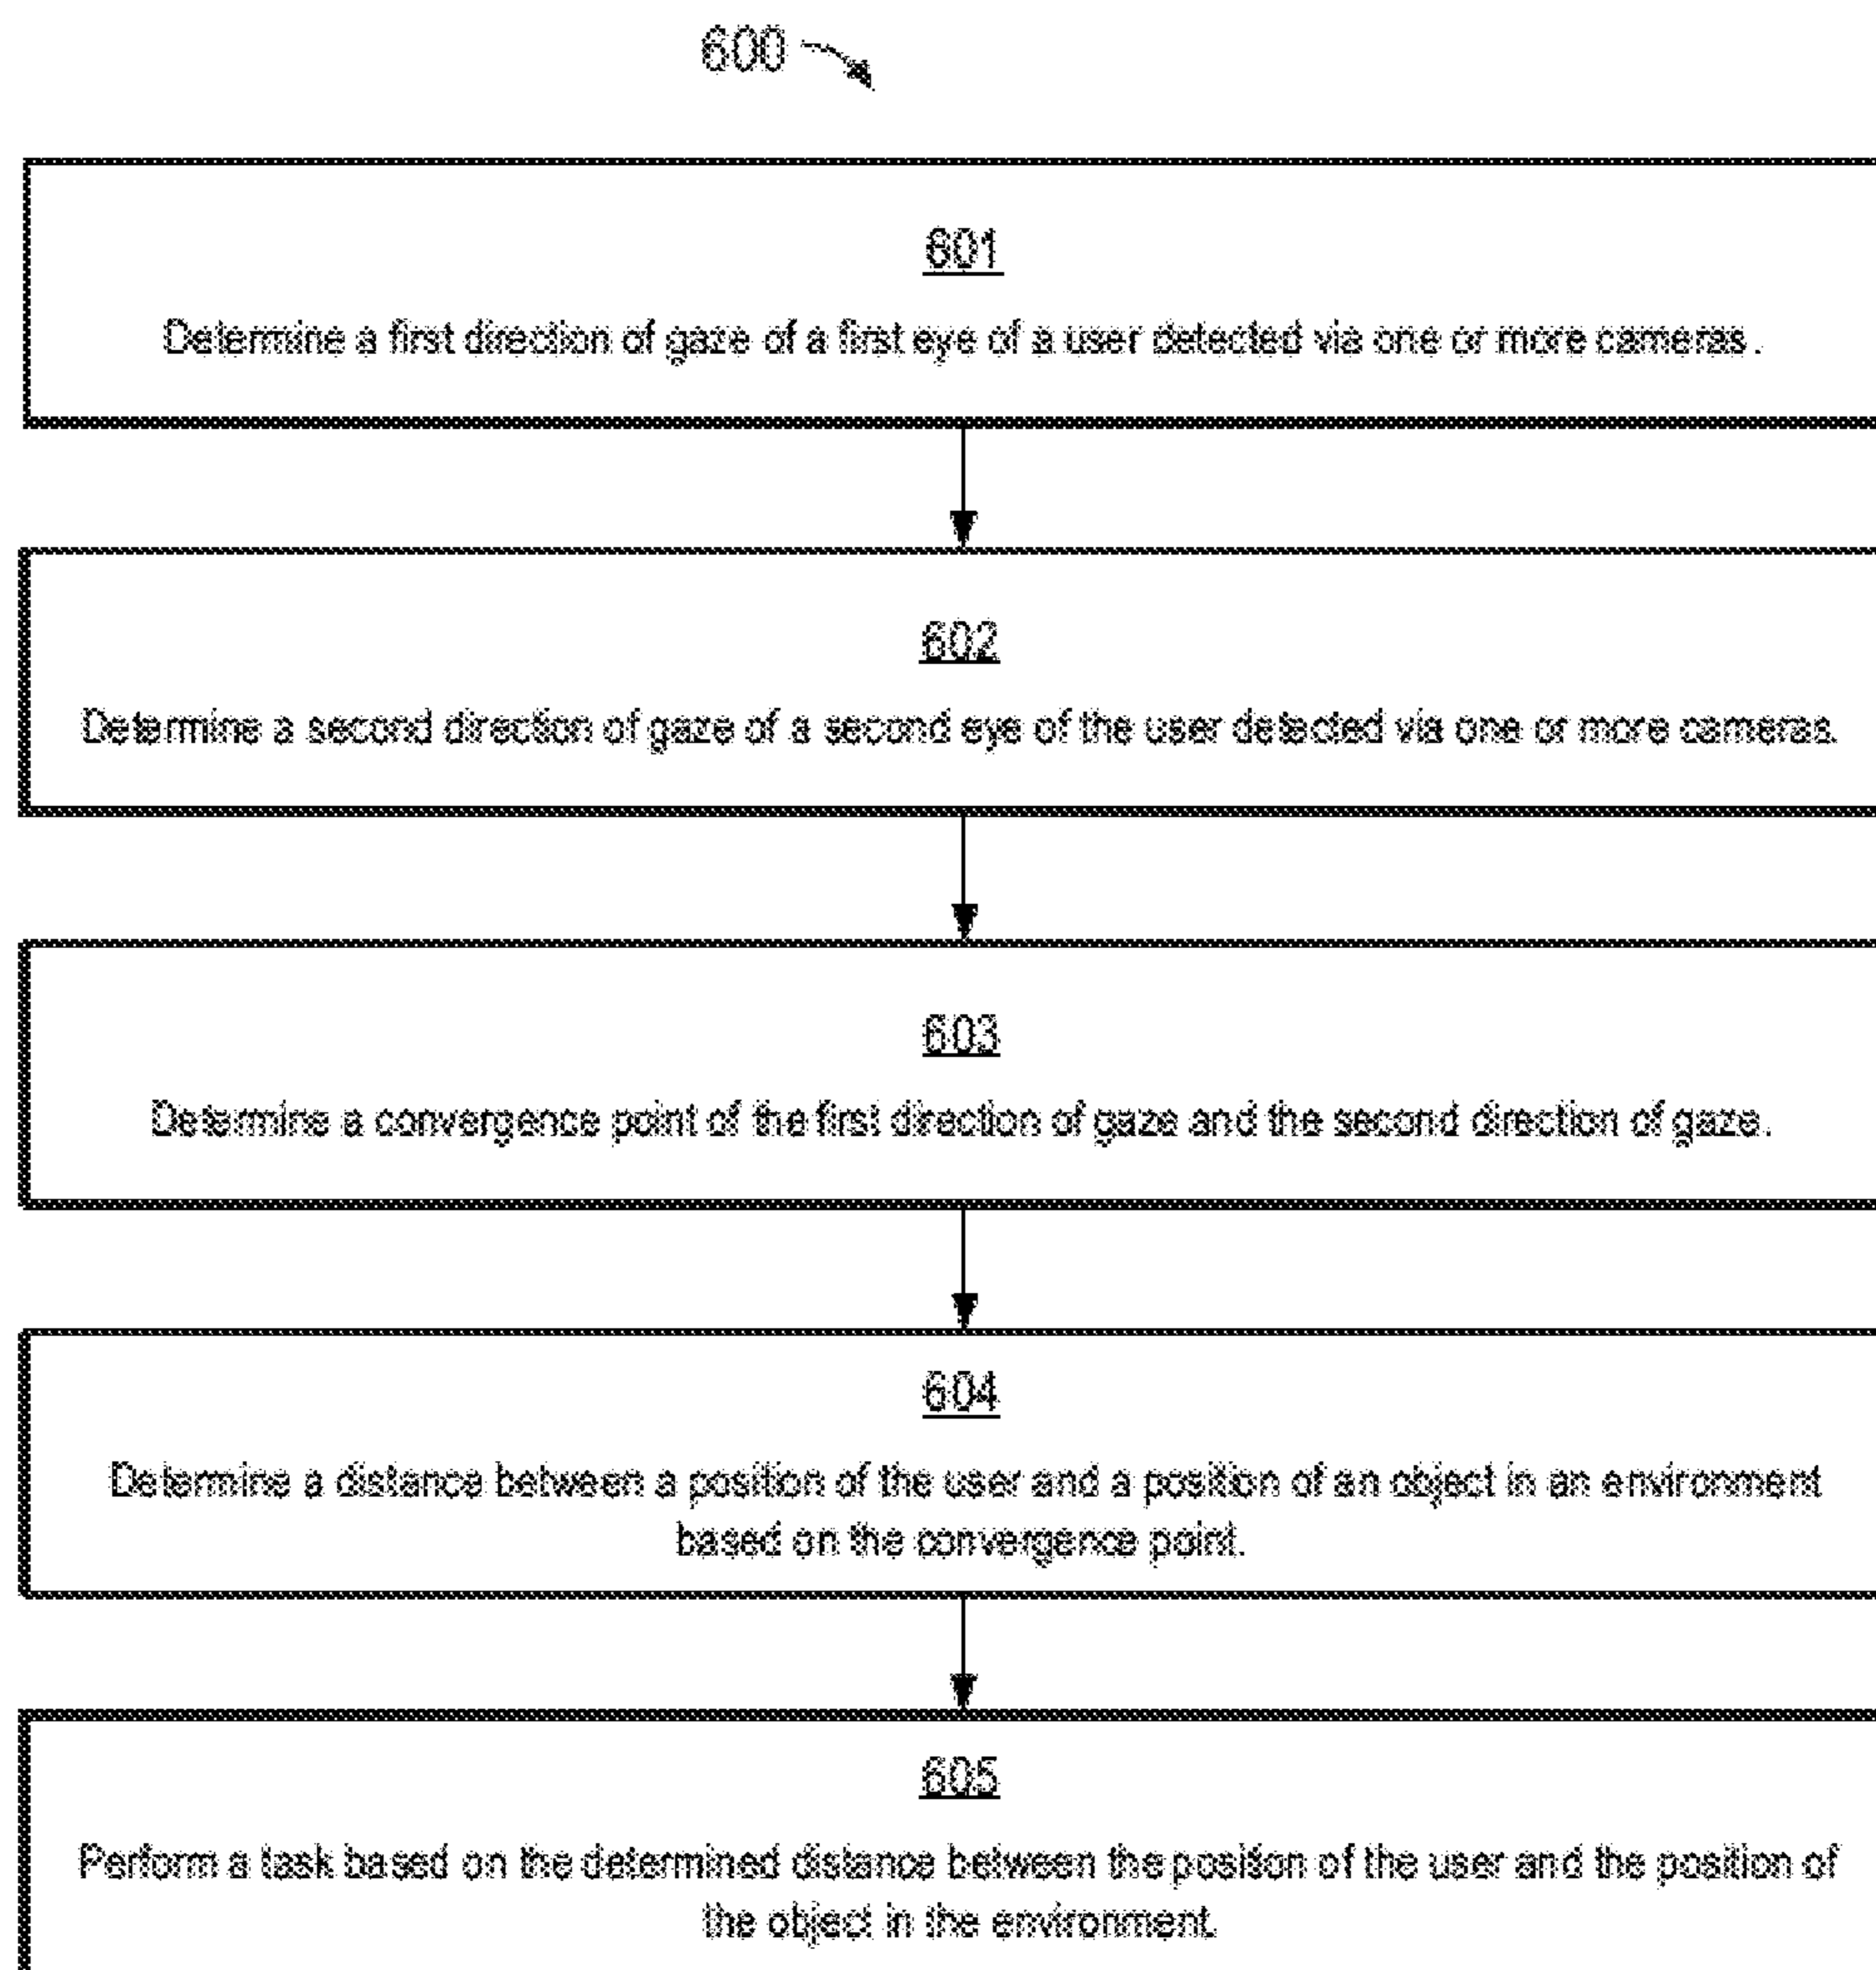 600
601
Determine a first direction of gaze of a first eye of a user detected via one or more cameras.
602
Determine a second direction of gaze of a second eye of the user detected via one or more cameras.
603
Determine a convergence point of the first direction of gaze and the second direction of gaze.
604
Determine a distance between a position of the user and a position of an object in an environment
based on the convergence point.
605
Perform a task based on the determined distance between the position of the user and the position of
the object in the environment.